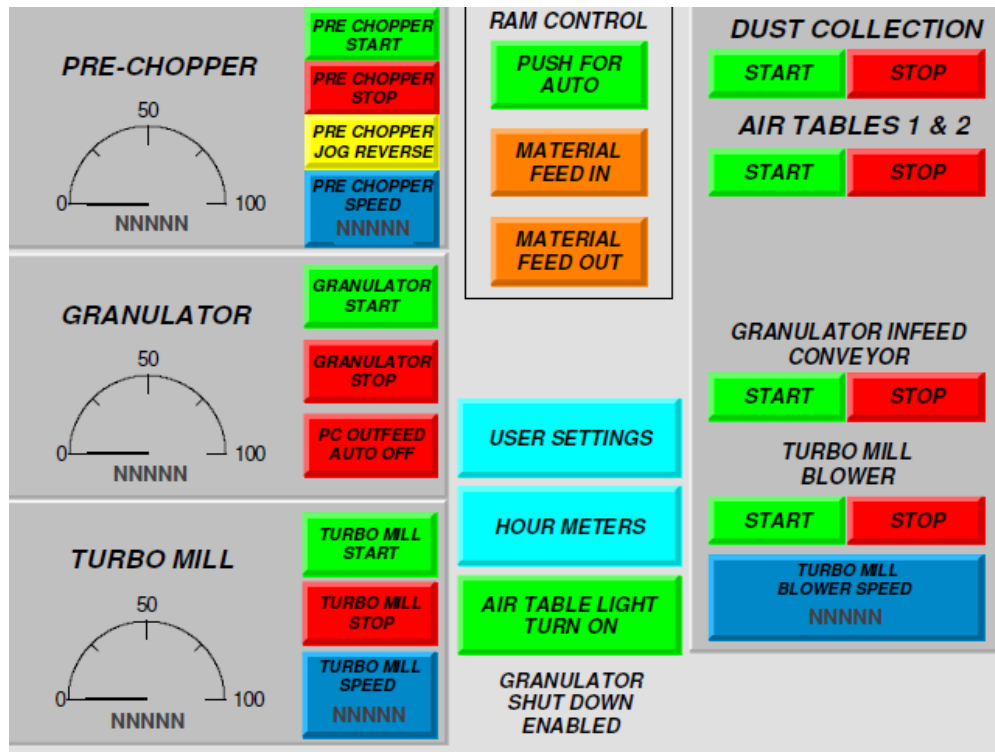 PRE-CHOPPER
50
0
100
NNNNN
PRE CHOPPER
START
PRE CHOPPER
STOP
PRE CHOPPER
JOG REVERSE
PRE CHOPPER
SPEED
NNNNN
GRANULATOR
50
0
100
NNNNN
GRANULATOR
START
GRANULATOR
STOP
PC OUTFEED
AUTO OFF
TURBO MILL
50
0
100
NNNNN
TURBO MILL
START
TURBO MILL
STOP
TURBO MILL
SPEED
NNNNN
RAM CONTROL
PUSH FOR
AUTO
MATERIAL
FEED IN
MATERIAL
FEED OUT
USER SETTINGS
HOUR METERS
AIR TABLE LIGHT
TURN ON
GRANULATOR
SHUT DOWN
ENABLED
DUST COLLECTION
START
STOP
AIR TABLES 1 & 2
START
STOP
GRANULATOR INFEED
CONVEYOR
START
STOP
TURBO MILL
BLOWER
START
STOP
TURBO MILL
BLOWER SPEED
NNNNN